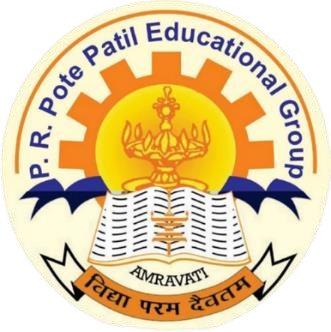 P. R. Pote Patil Educational Group
AMRAVATI
विद्या परम दैवतम